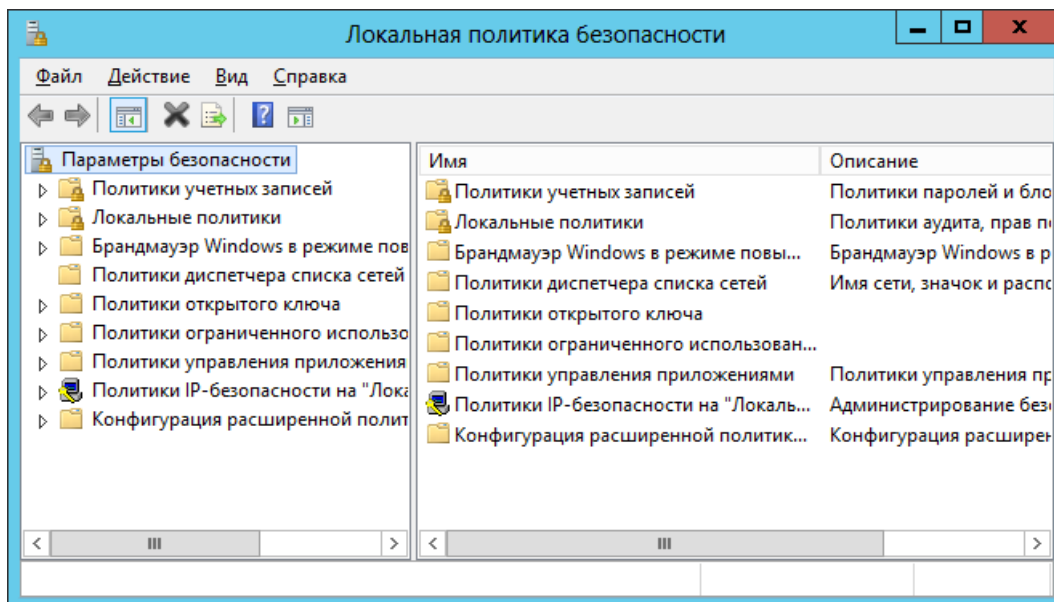 Локальная политика безопасности
Файл Действие Вид Справка
Параметры безопасности
Политики учетных записей
Локальные политики
Брандмауэр Windows в режиме пов
Политики диспетчера списка сетей
Политики открытого ключа
Политики ограниченного использо
Политики управления приложения
Политики IP-безопасности на "Лока
Конфигурация расширенной полит
Имя Описание
Политики учетных записей Политики паролей и бло
Локальные политики Политики аудита, прав п
Брандмауэр Windows в режиме повы... Брандмауэр Windows в р
Политики диспетчера списка сетей Имя сети, значок и распо
Политики открытого ключа
Политики ограниченного использован...
Политики управления приложениями Политики управления пр
Политики IP-безопасности на "Локаль... Администрирование безо
Конфигурация расширенной политик... Конфигурация расширен